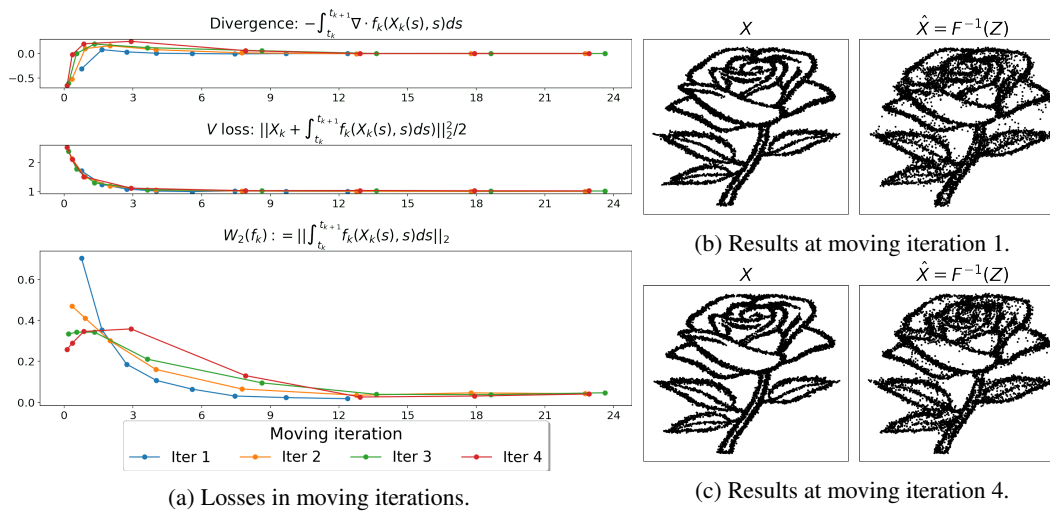 Divergence: $-\int_{t_k}^{t_{k+1}} \nabla \cdot f_k(X_k(s), s)ds$
0.0
−0.5
0 3 6 9 12 15 18 21 24
V loss: $||X_k + \int_{t_k}^{t_{k+1}} f_k(X_k(s), s)ds)||_2^2/2$
2
1
0 3 6 9 12 15 18 21 24
$W_2(f_k) := ||\int_{t_k}^{t_{k+1}} f_k(X_k(s), s)ds||_2$
0.6
0.4
0.2
0.0
0 3 6 9 12 15 18 21 24
Moving iteration
Iter 1 Iter 2 Iter 3 Iter 4
(a) Losses in moving iterations.
X $\hat{X} = F^{-1}(Z)$
(b) Results at moving iteration 1.
X $\hat{X} = F^{-1}(Z)$
(c) Results at moving iteration 4.